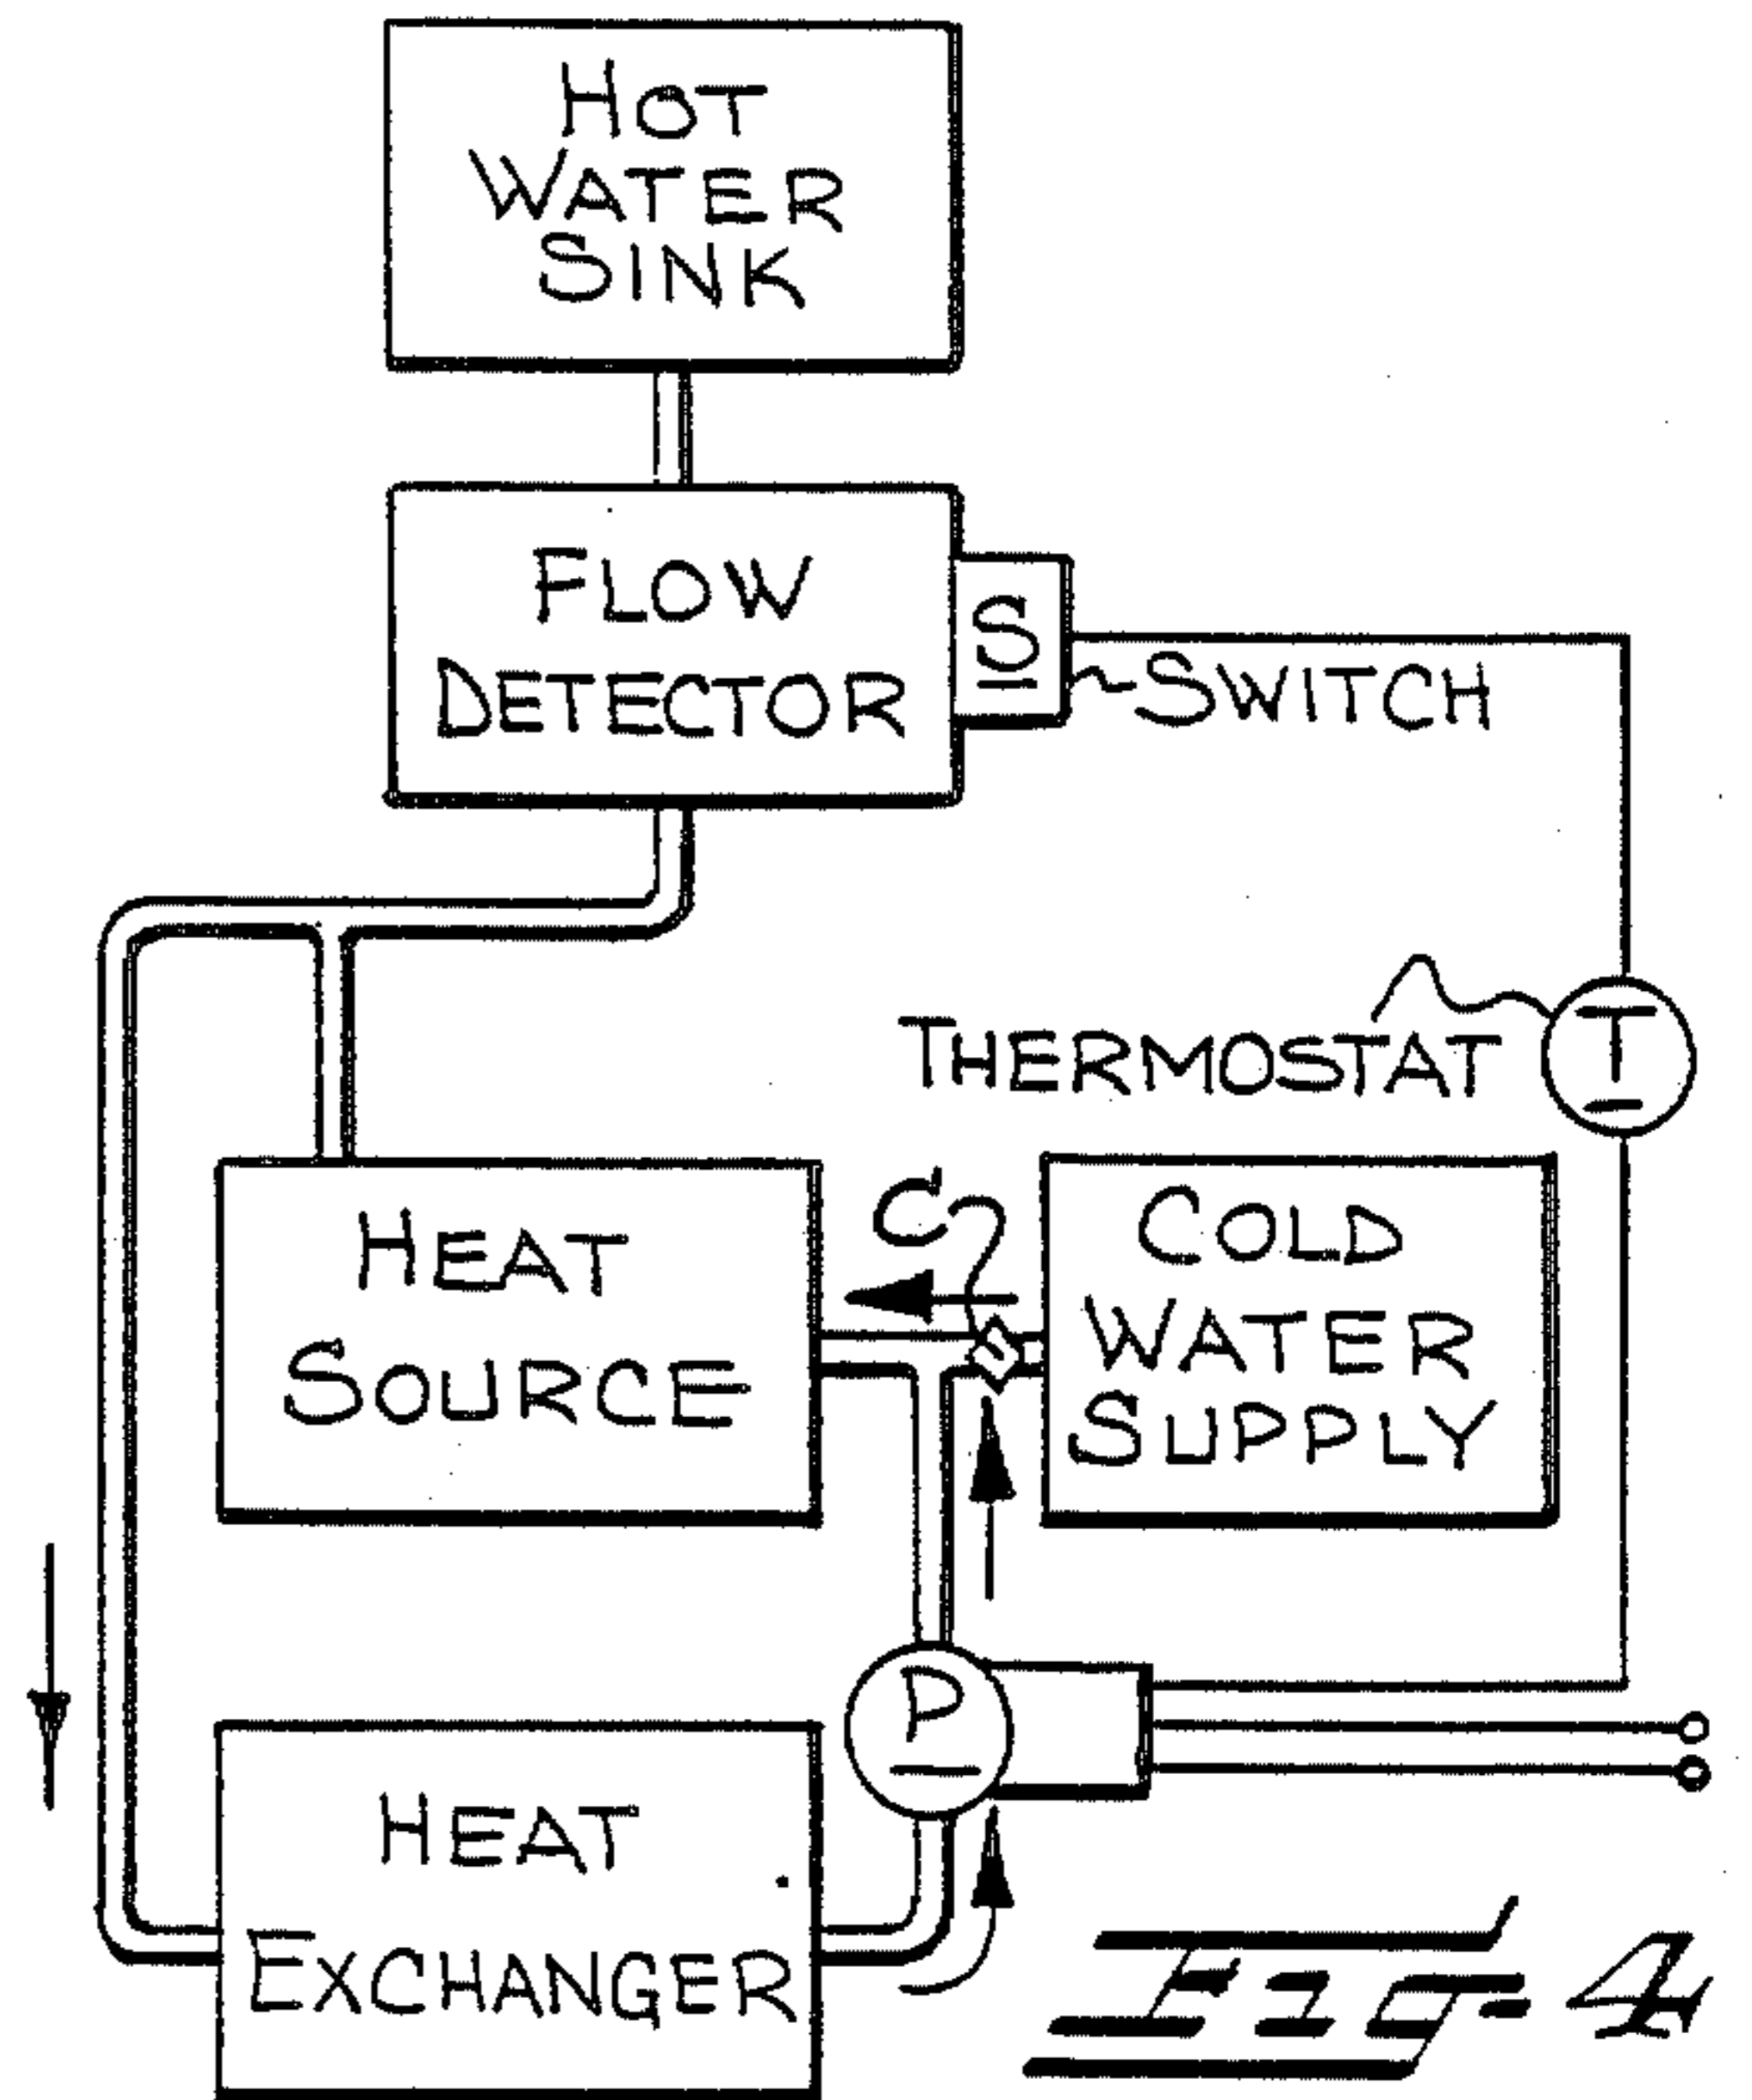 HOT
WATER
SINK
FLOW
DETECTOR
S
SWITCH
THERMOSTAT
T
HEAT
SOURCE
C
COLD
WATER
SUPPLY
P
HEAT
EXCHANGER
FIG-4